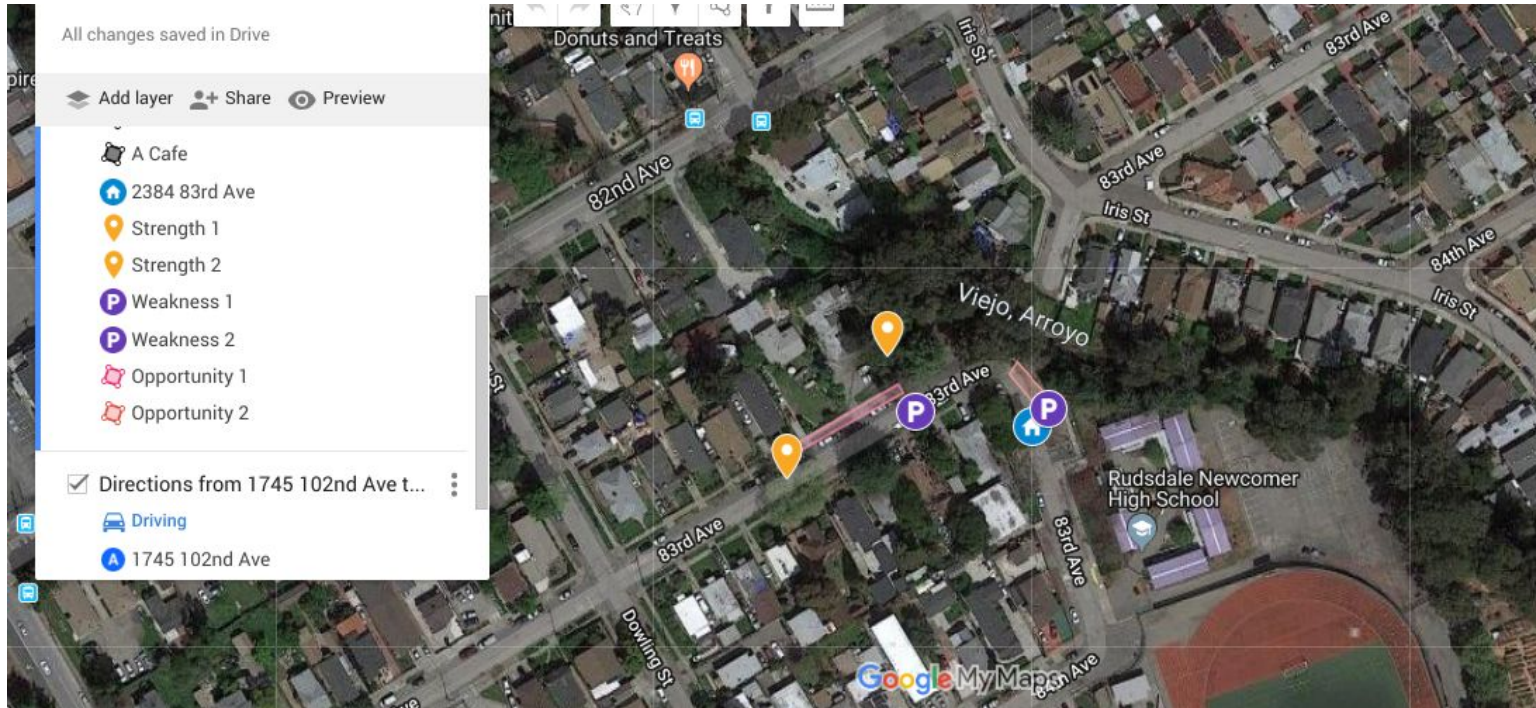 All changes saved in Drive
Add layer
Share
Preview
A Cafe
2384 83rd Ave
Strength 1
Strength 2
P Weakness 1
P Weakness 2
Opportunity 1
Opportunity 2
Directions from 1745 102nd Ave t...
Driving
A 1745 102nd Ave
Donuts and Treats
Iris St
83rd Ave
82nd Ave
83rd Ave
Iris St
84th Ave
Iris St
Viejo, Arroyo
83rd Ave
P
P
Rudsdale Newcomer
High School
83rd Ave
83rd Ave
Dowling St
Google My Maps
84th Ave